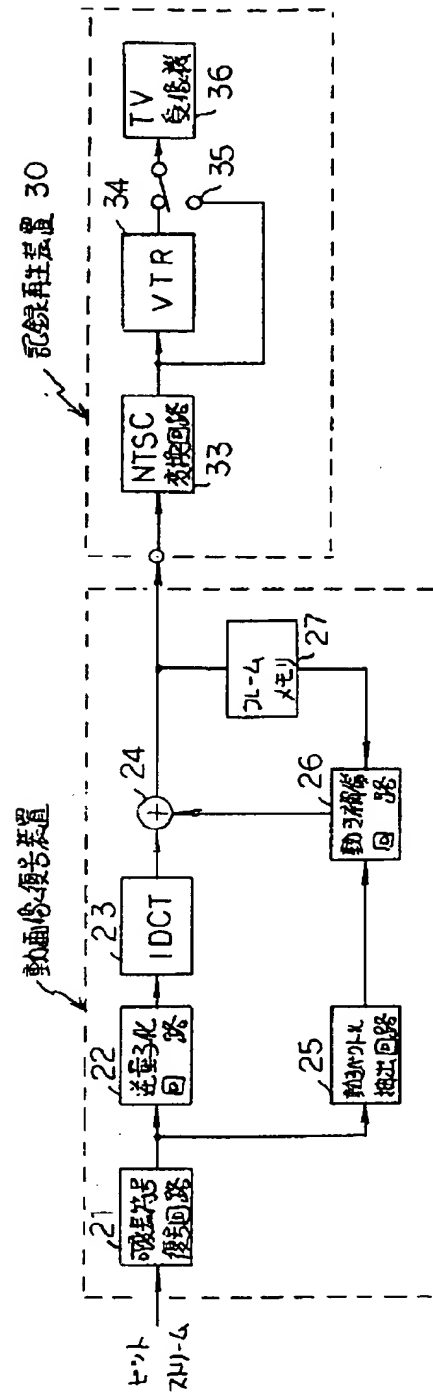 記録再生装置 30
34
VTR
TV
受像機
36
35
NTSC
変換回路
33
動画像復号装置
24
フレーム
メモリ
27
23
IDCT
22
逆量子化
回路
26
動き補償
回路
25
動きベクトル
抽出回路
21
可変長符号
復号回路
ビット
ストリーム